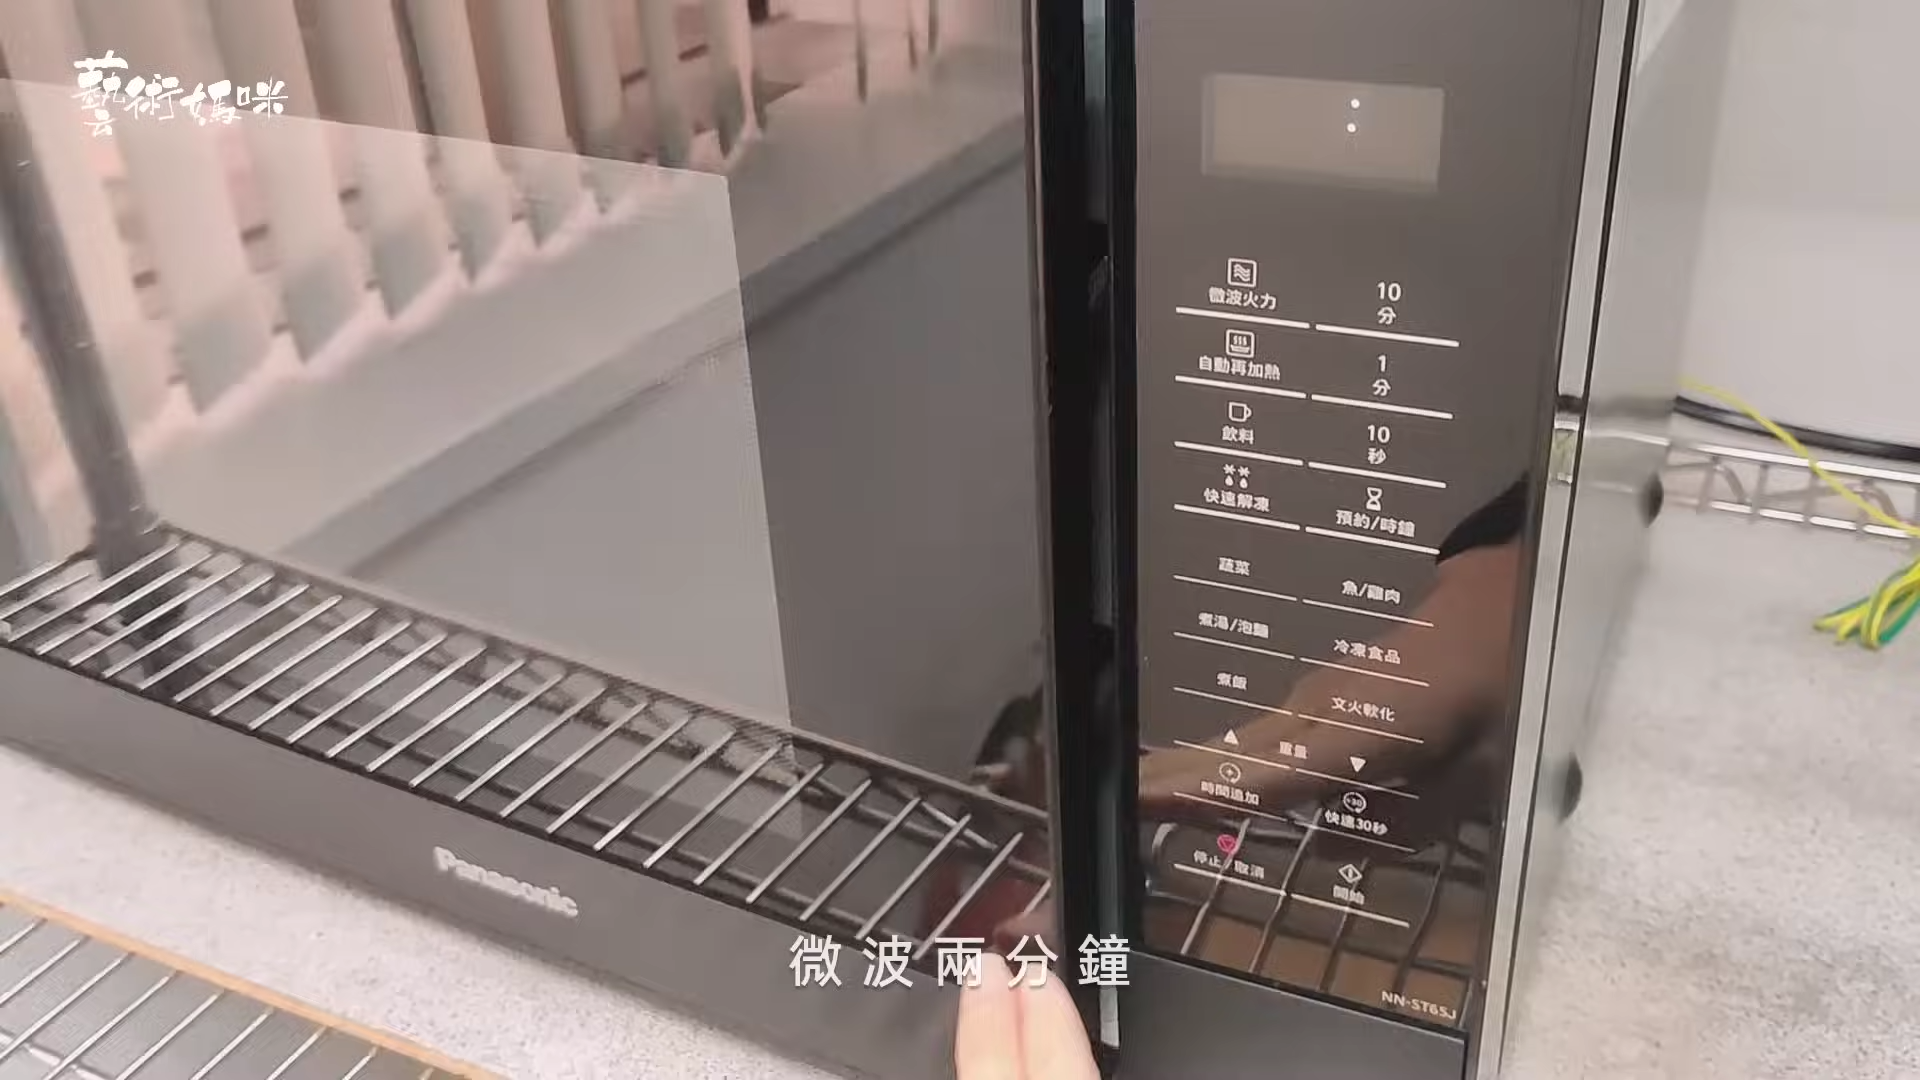 藝術媽咪
微波火力
10
分
自動再加熱
1
分
飲料
10
秒
快速解凍
預約/時鐘
蔬菜
魚/雞肉
煮湯/泡麵
冷凍食品
煮飯
文火軟化
重量
時間追加
+30
快速30秒
停止/取消
開始
Panasonic
微波兩分鐘
NN-ST65J